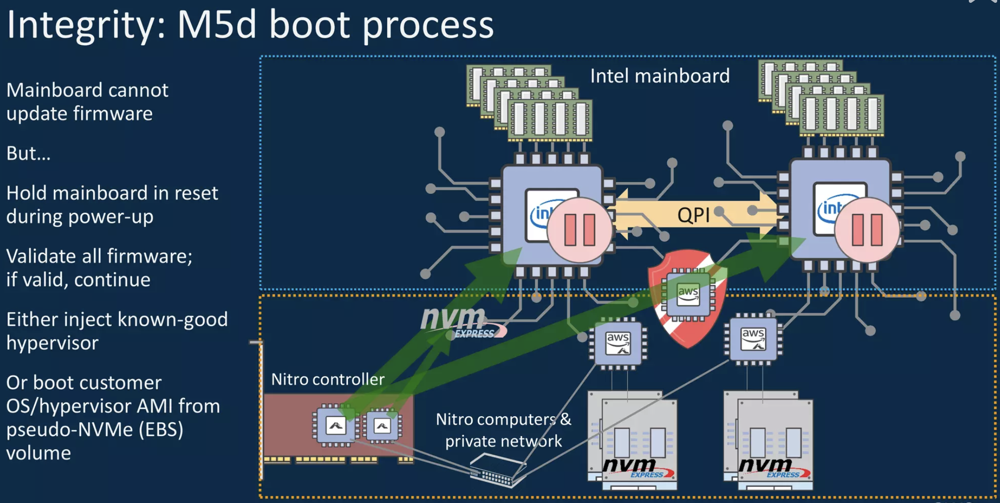 Integrity: M5d boot process
Mainboard cannot
update firmware
But...
Hold mainboard in reset
during power-up
Validate all firmware;
if valid, continue
Either inject known-good
hypervisor
Or boot customer
OS/hypervisor AMI from
pseudo-NVMe (EBS)
volume
Intel mainboard
QPI
aws
nvm
EXPRESS
aws
aws
Nitro controller
Nitro computers &
private network
nvm
EXPRESS
nvm
EXPRESS